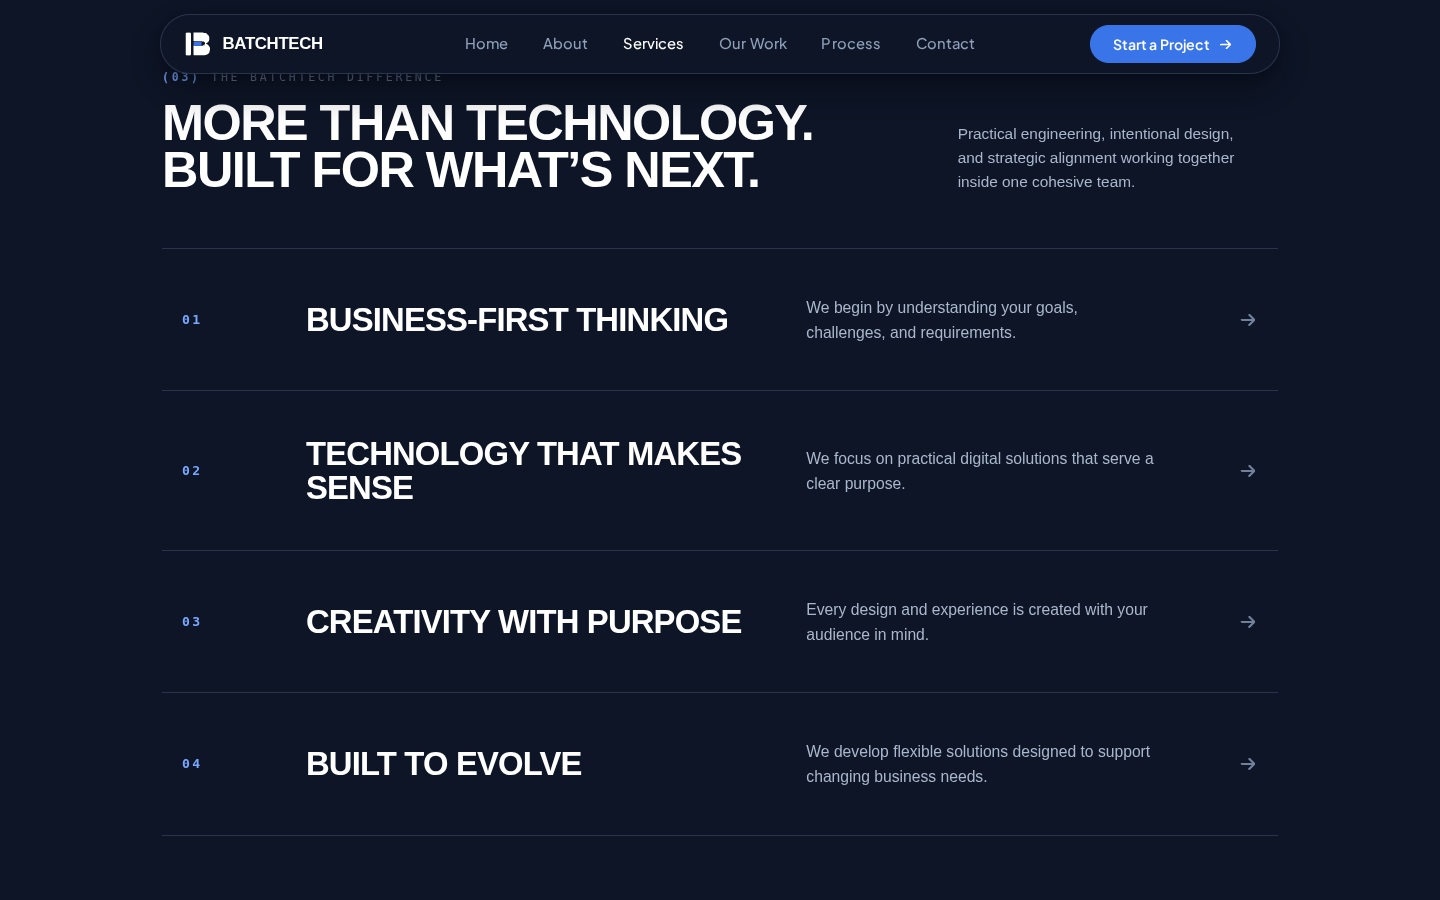 BATCHTECH
Home
About
Services
Our Work
Process
Contact
Start a Project
(03) THE BATCHTECH DIFFERENCE
MORE THAN TECHNOLOGY.
BUILT FOR WHAT’S NEXT.
Practical engineering, intentional design,
and strategic alignment working together
inside one cohesive team.
01
BUSINESS-FIRST THINKING
We begin by understanding your goals,
challenges, and requirements.
02
TECHNOLOGY THAT MAKES
SENSE
We focus on practical digital solutions that serve a
clear purpose.
03
CREATIVITY WITH PURPOSE
Every design and experience is created with your
audience in mind.
04
BUILT TO EVOLVE
We develop flexible solutions designed to support
changing business needs.